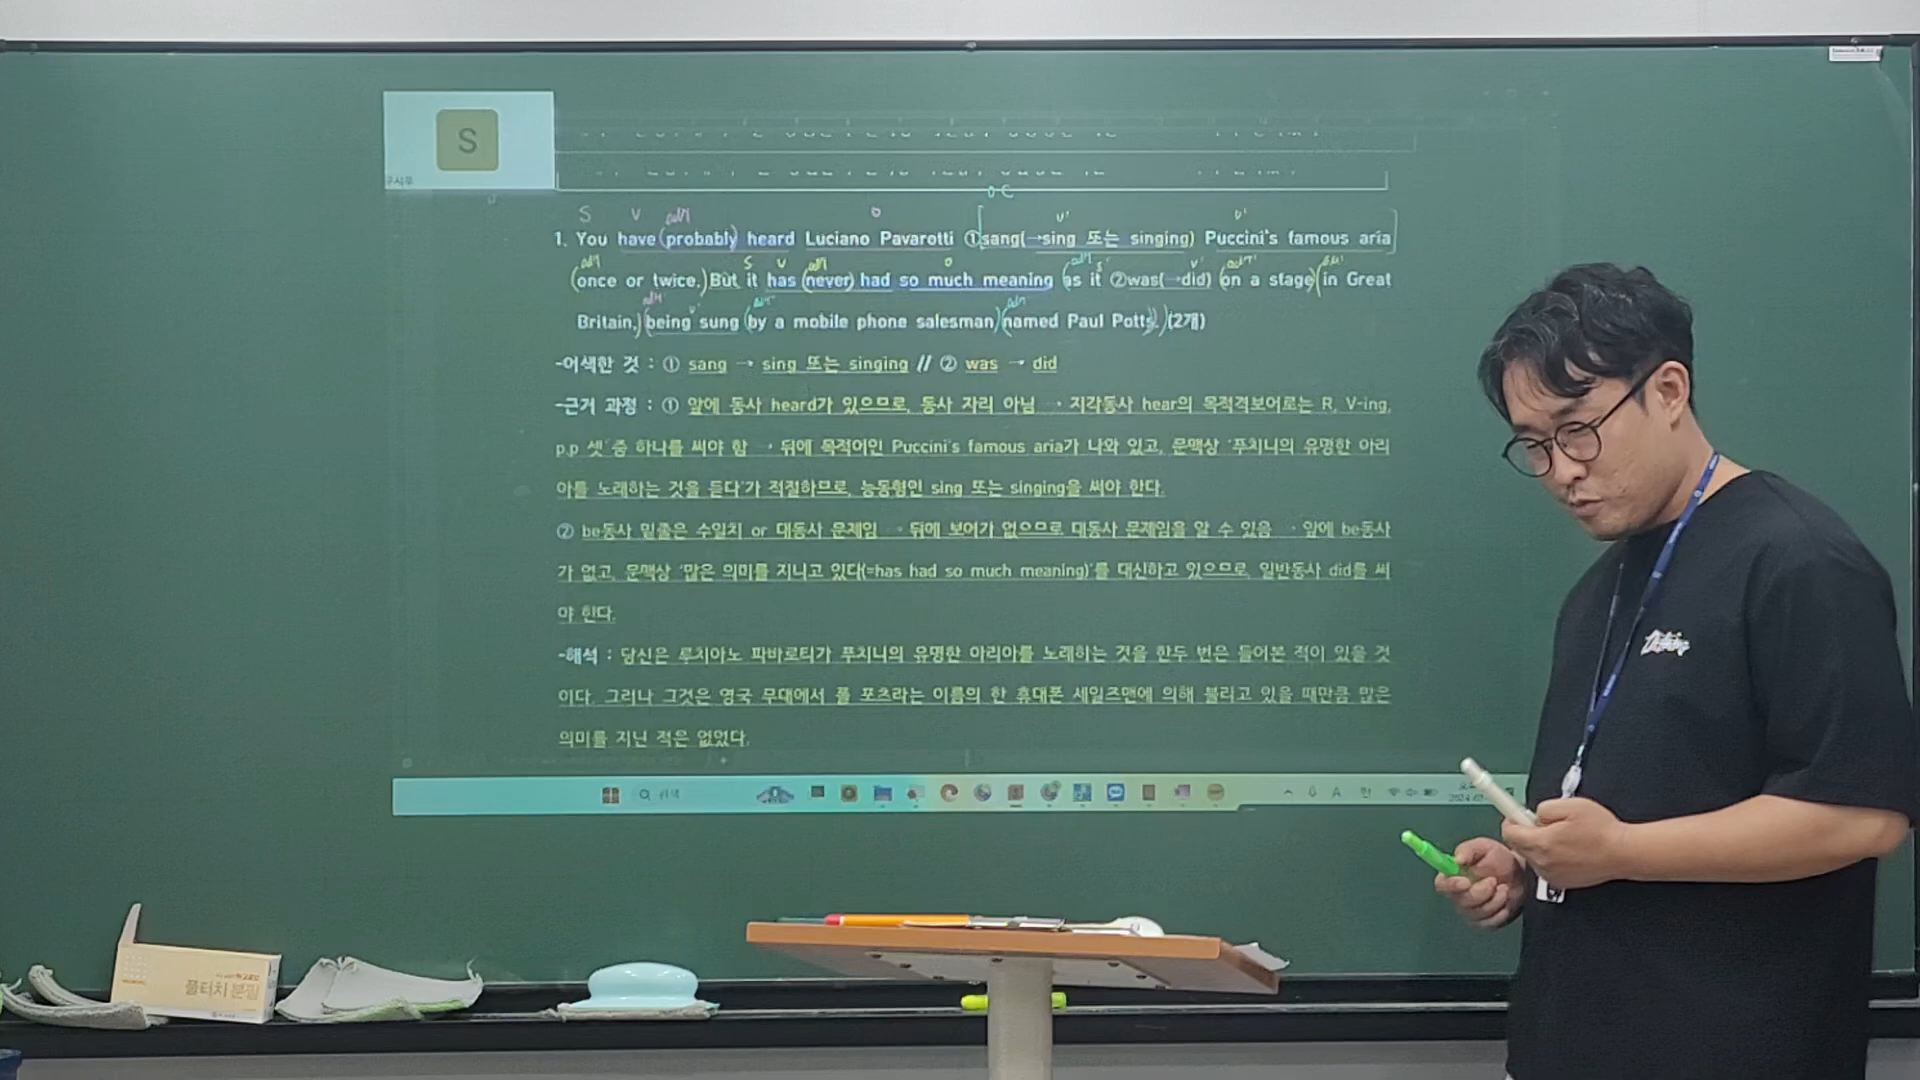 S
구시우
O C
S V adv O V' V'
1. You have (probably) heard Luciano Pavarotti ①sang(→sing 또는 singing) Puccini's famous aria
adv S V adv O adv S' V'
(once or twice.) But it has (never) had so much meaning (as it ②was(→did) (on a stage) (in Great
Britain,) (being sung (by a mobile phone salesman) (named Paul Potts.) (2개)
-어색한 것 : ① sang → sing 또는 singing // ② was → did
-근거 과정 : ① 앞에 동사 heard가 있으므로, 동사 자리 아님 → 지각동사 hear의 목적격보어로는 R, V-ing,
p.p 셋 중 하나를 써야 함 → 뒤에 목적어인 Puccini's famous aria가 나와 있고, 문맥상 '푸치니의 유명한 아리
아를 노래하는 것을 듣다'가 적절하므로, 능동형인 sing 또는 singing을 써야 한다.
② be동사 밑줄은 수일치 or 대동사 문제임 → 뒤에 보어가 없으므로 대동사 문제임을 알 수 있음 → 앞에 be동사
가 없고, 문맥상 '많은 의미를 지니고 있다(=has had so much meaning)'를 대신하고 있으므로, 일반동사 did를 써
야 한다.
-해석 : 당신은 루치아노 파바로티가 푸치니의 유명한 아리아를 노래하는 것을 한두 번은 들어본 적이 있을 것
이다. 그러나 그것은 영국 무대에서 폴 포츠라는 이름의 한 휴대폰 세일즈맨에 의해 불리고 있을 때만큼 많은
의미를 지닌 적은 없었다.
검색
A 한
풀터치 분필